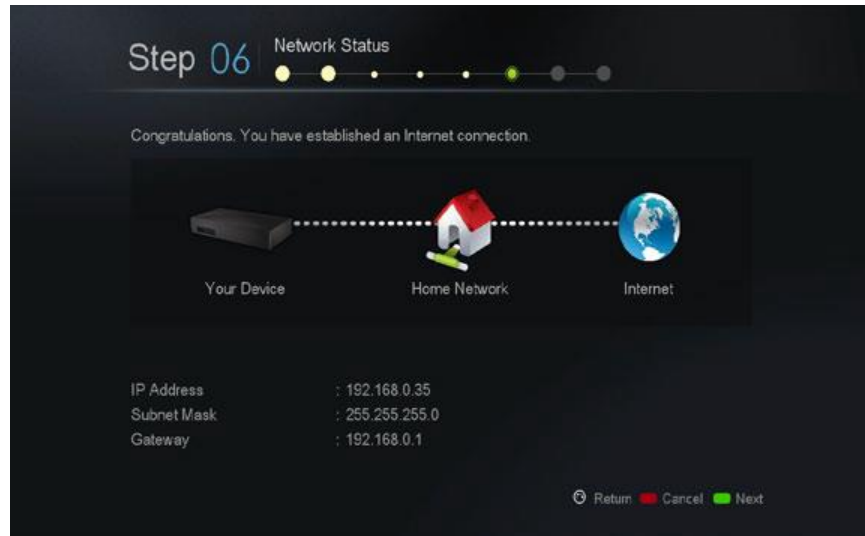 Step 06
Network Status
Congratulations. You have established an Internet connection.
Your Device
Home Network
Internet
IP Address : 192.168.0.35
Subnet Mask : 255.255.255.0
Gateway : 192.168.0.1
Return Cancel Next